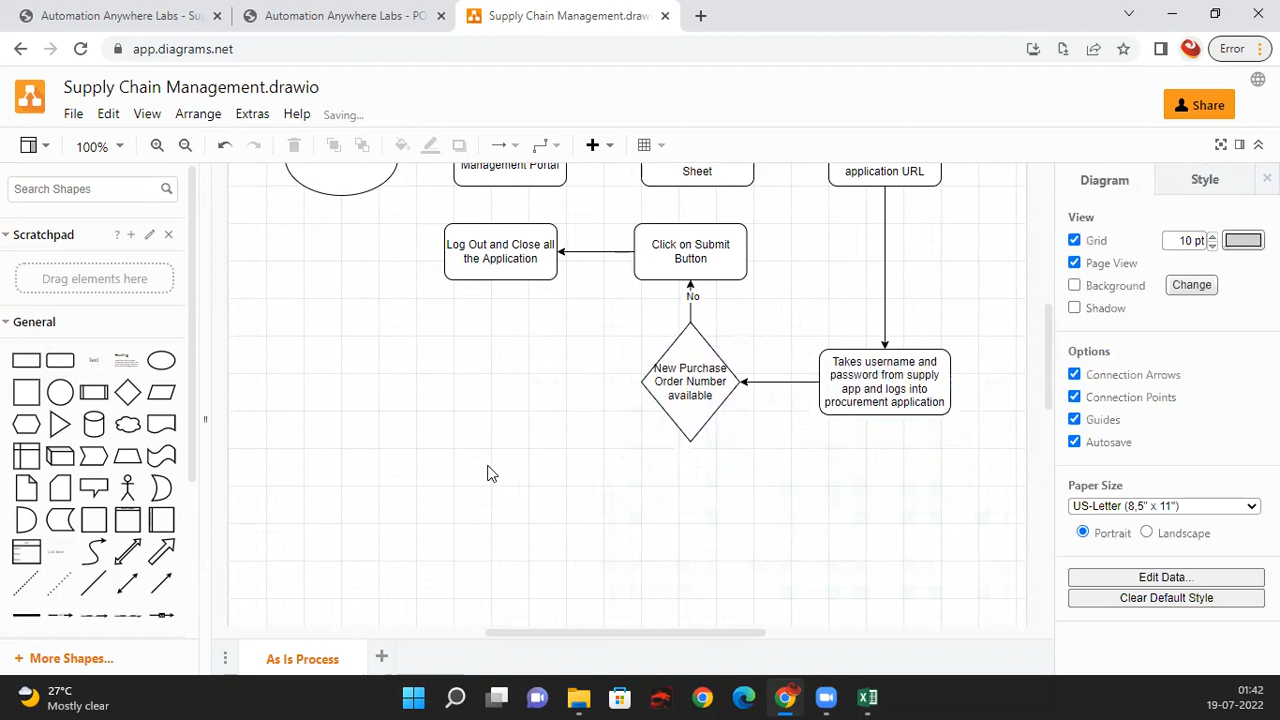 Automation Anywhere Labs - Su
Automation Anywhere Labs - PO
Supply Chain Management.drawi
app.diagrams.net
Error
Supply Chain Management.drawio
File Edit View Arrange Extras Help Saving...
Share
100%
Search Shapes
Scratchpad
Drag elements here
General
Text
Heading
More Shapes...
Management Portal
Sheet
application URL
Log Out and Close all
the Application
Click on Submit
Button
No
New Purchase
Order Number
available
Takes username and
password from supply
app and logs into
procurement application
As Is Process
Diagram
Style
View
Grid
10 pt
Page View
Background
Change
Shadow
Options
Connection Arrows
Connection Points
Guides
Autosave
Paper Size
US-Letter (8,5" x 11")
Portrait
Landscape
Edit Data...
Clear Default Style
27°C
Mostly clear
01:42
19-07-2022